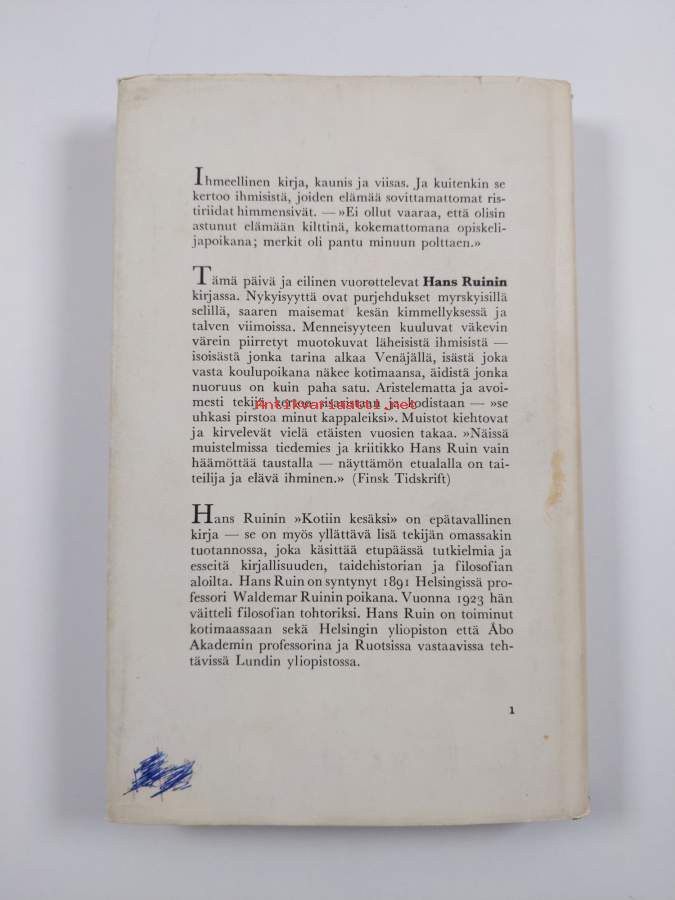 Ihmeellinen kirja, kaunis ja viisas. Ja kuitenkin se
kertoo ihmisistä, joiden elämää sovittamattomat ris-
tiriidat himmensivät. — »Ei ollut vaaraa, että olisin
astunut elämään kilttinä, kokemattomana opiskeli-
japoikana; merkit oli pantu minuun polttaen.»
Tämä päivä ja eilinen vuorottelevat Hans Ruinin
kirjassa. Nykyisyyttä ovat purjehdukset myrskyisillä
selillä, saaren maisemat kesän kimmellyksessä ja
talven viimoissa. Menneisyyteen kuuluvat väkevin
värein piirretyt muotokuvat läheisistä ihmisistä —
isoisästä jonka tarina alkaa Venäjällä, isästä joka
vasta koulupoikana näkee kotimaansa, äidistä jonka
nuoruus on kuin paha satu. Aristelematta ja avoi-
mesti tekijä kertoo sisaristaan ja kodistaan — »se
Antikvariaatti.net
uhkasi pirstoa minut kappaleiksi». Muistot kiehtovat
ja kirvelevät vielä etäisten vuosien takaa. »Näissä
muistelmissa tiedemies ja kriitikko Hans Ruin vain
häämöttää taustalla — näyttämön etualalla on tai-
teilija ja elävä ihminen.» (Finsk Tidskrift)
Hans Ruinin »Kotiin kesäksi» on epätavallinen
kirja — se on myös yllättävä lisä tekijän omassakin
tuotannossa, joka käsittää etupäässä tutkielmia ja
esseitä kirjallisuuden, taidehistorian ja filosofian
aloilta. Hans Ruin on syntynyt 1891 Helsingissä pro-
fessori Waldemar Ruinin poikana. Vuonna 1923 hän
väitteli filosofian tohtoriksi. Hans Ruin on toiminut
kotimaassaan sekä Helsingin yliopiston että Åbo
Akademin professorina ja Ruotsissa vastaavissa teh-
tävissä Lundin yliopistossa.
1